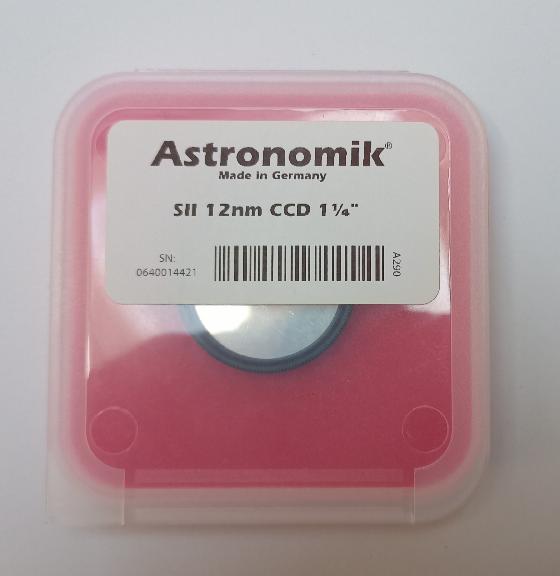 Astronomik®
Made in Germany
SII 12nm CCD 1¼"
SN:
0640014421
A290